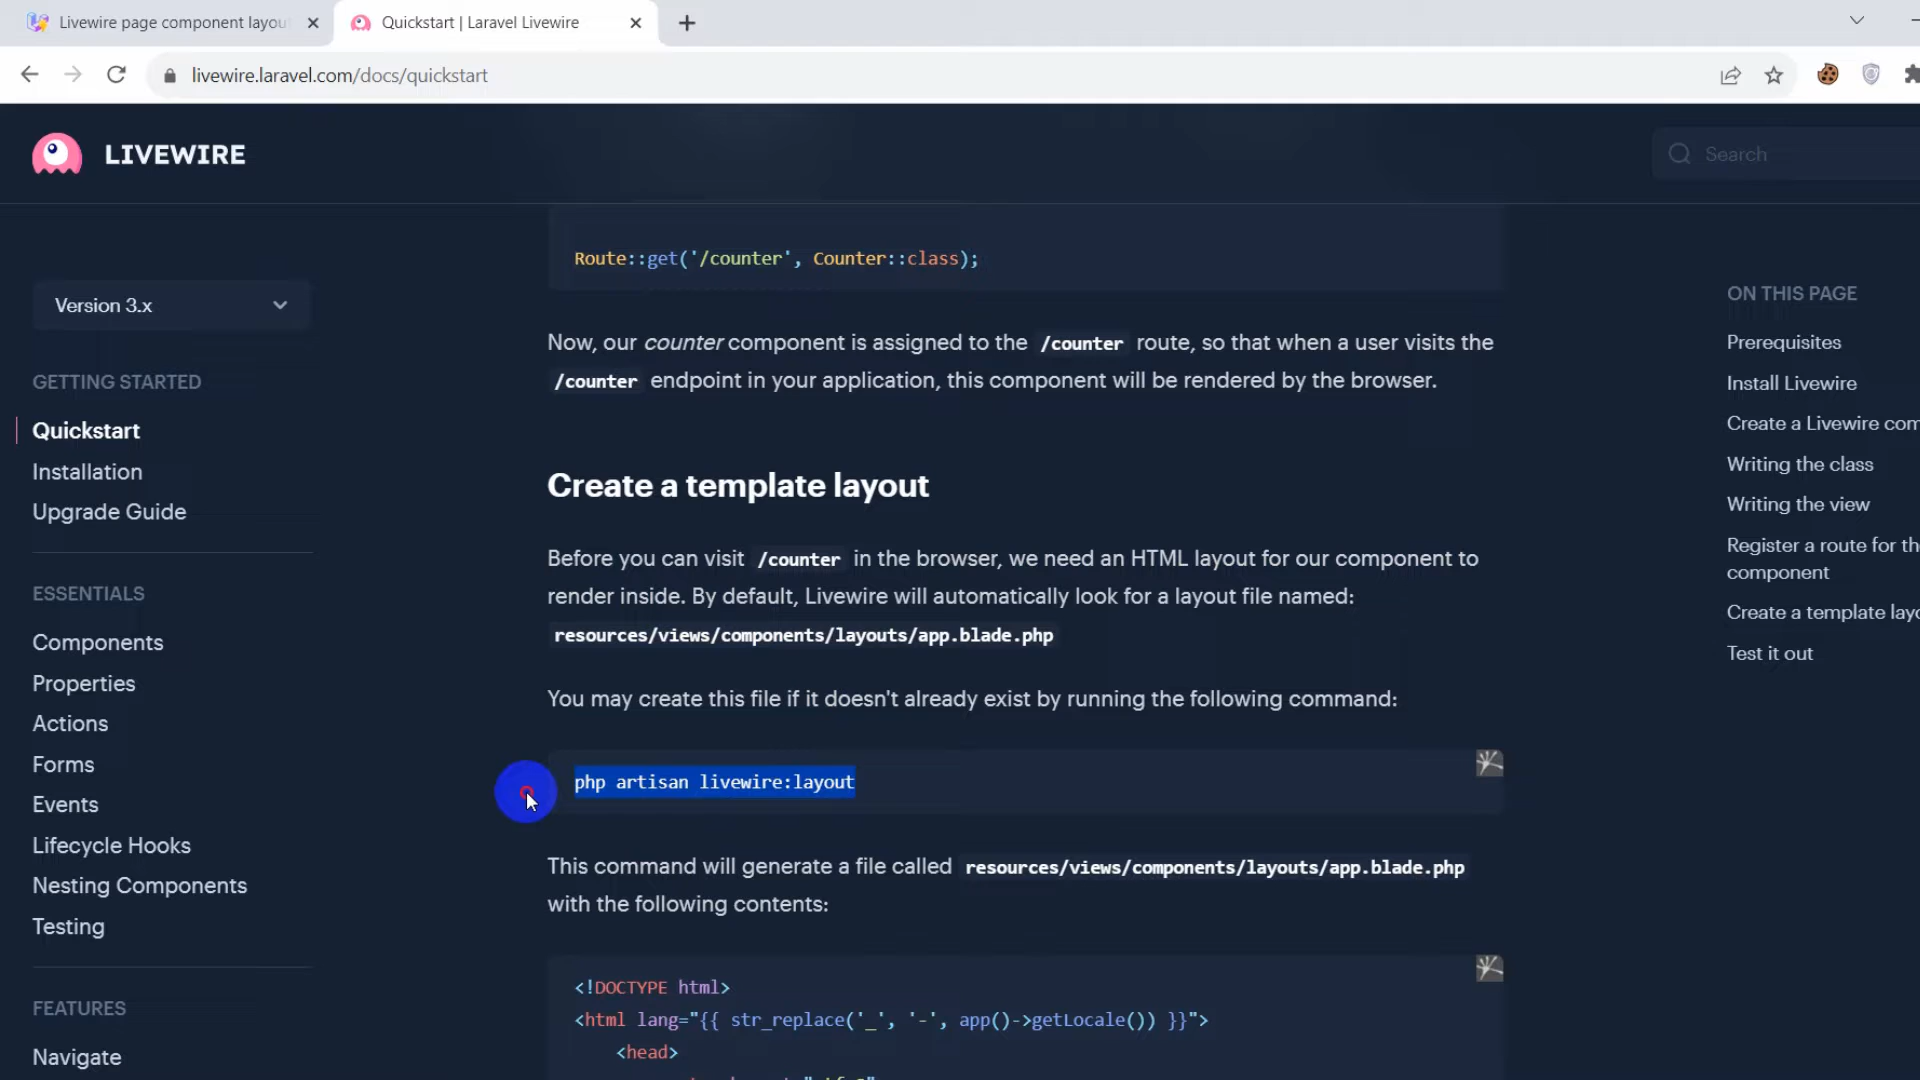 Livewire page component layou
Quickstart | Laravel Livewire
livewire.laravel.com/docs/quickstart
LIVEWIRE
Search
Version 3.x
GETTING STARTED
Quickstart
Installation
Upgrade Guide
ESSENTIALS
Components
Properties
Actions
Forms
Events
Lifecycle Hooks
Nesting Components
Testing
FEATURES
Navigate
Route::get('/counter', Counter::class);
Now, our counter component is assigned to the /counter route, so that when a user visits the
/counter endpoint in your application, this component will be rendered by the browser.
Create a template layout
Before you can visit /counter in the browser, we need an HTML layout for our component to
render inside. By default, Livewire will automatically look for a layout file named:
resources/views/components/layouts/app.blade.php
You may create this file if it doesn't already exist by running the following command:
php artisan livewire:layout
This command will generate a file called resources/views/components/layouts/app.blade.php
with the following contents:
<!DOCTYPE html>
<html lang="{{ str_replace('_', '-', app()->getLocale()) }}">
<head>
ON THIS PAGE
Prerequisites
Install Livewire
Create a Livewire com
Writing the class
Writing the view
Register a route for th
component
Create a template layo
Test it out